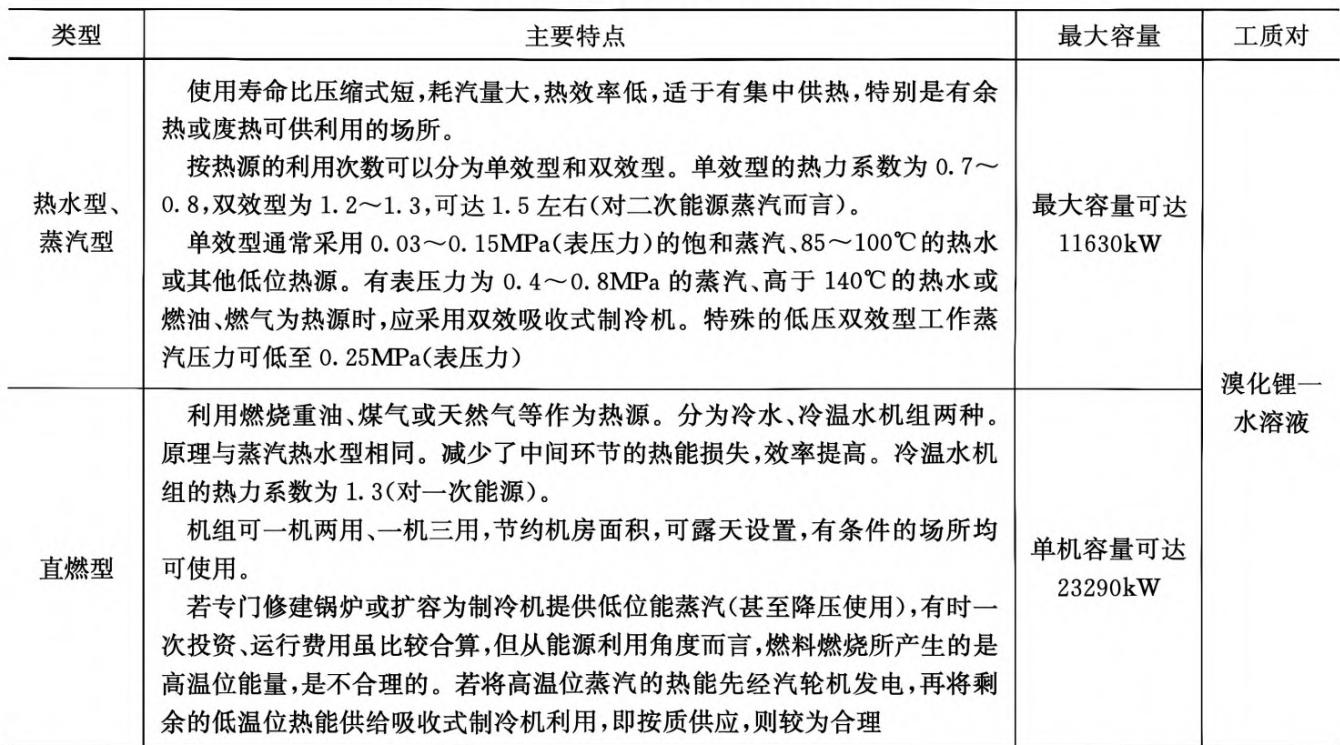 类型 主要特点 最大容量 工质对
使用寿命比压缩式短,耗汽量大,热效率低,适于有集中供热,特别是有余
热或废热可供利用的场所。
按热源的利用次数可以分为单效型和双效型。单效型的热力系数为 0.7～
0.8,双效型为 1.2～1.3,可达 1.5 左右(对二次能源蒸汽而言)。
单效型通常采用 0.03～0.15MPa(表压力)的饱和蒸汽、85～100℃的热水
或其他低位热源。有表压力为 0.4～0.8MPa 的蒸汽、高于 140℃的热水或
燃油、燃气为热源时,应采用双效吸收式制冷机。特殊的低压双效型工作蒸
汽压力可低至 0.25MPa(表压力)
热水型、
蒸汽型
最大容量可达
11630kW
利用燃烧重油、煤气或天然气等作为热源。分为冷水、冷温水机组两种。
原理与蒸汽热水型相同。减少了中间环节的热能损失,效率提高。冷温水机
组的热力系数为 1.3(对一次能源)。
机组可一机两用、一机三用,节约机房面积,可露天设置,有条件的场所均
可使用。
若专门修建锅炉或扩容为制冷机提供低位能蒸汽(甚至降压使用),有时一
次投资、运行费用虽比较合算,但从能源利用角度而言,燃料燃烧所产生的是
高温位能量,是不合理的。若将高温位蒸汽的热能先经汽轮机发电,再将剩
余的低温位热能供给吸收式制冷机利用,即按质供应,则较为合理
直燃型
单机容量可达
23290kW
溴化锂—
水溶液